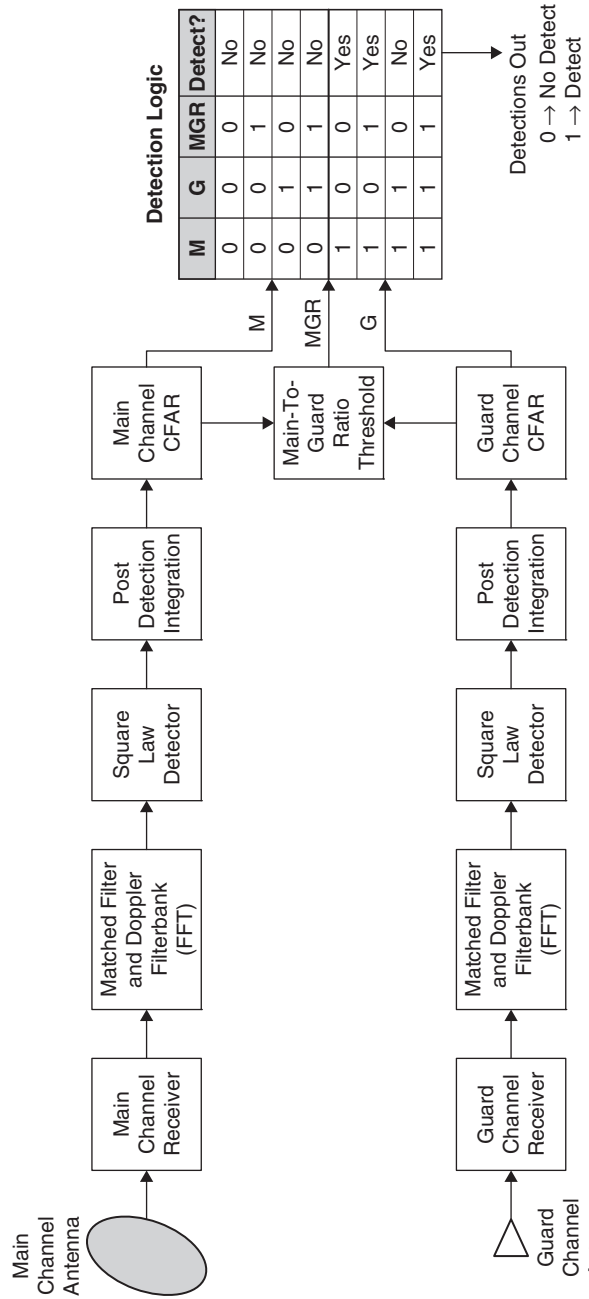 Main
Channel
Antenna
Main
Channel
Receiver
Matched Filter
and Doppler
Filterbank
(FFT)
Square
Law
Detector
Post
Detection
Integration
Main
Channel
CFAR
Guard
Channel
Guard
Channel
Receiver
Matched Filter
and Doppler
Filterbank
(FFT)
Square
Law
Detector
Post
Detection
Integration
Guard
Channel
CFAR
Main-To-
Guard
Ratio
Threshold
M
MGR
G
Detection Logic
M G MGR Detect?
0 0 0 No
0 0 1 No
0 1 0 No
0 1 1 No
1 0 0 Yes
1 0 1 Yes
1 1 0 No
1 1 1 Yes
Detections Out
0 → No Detect
1 → Detect